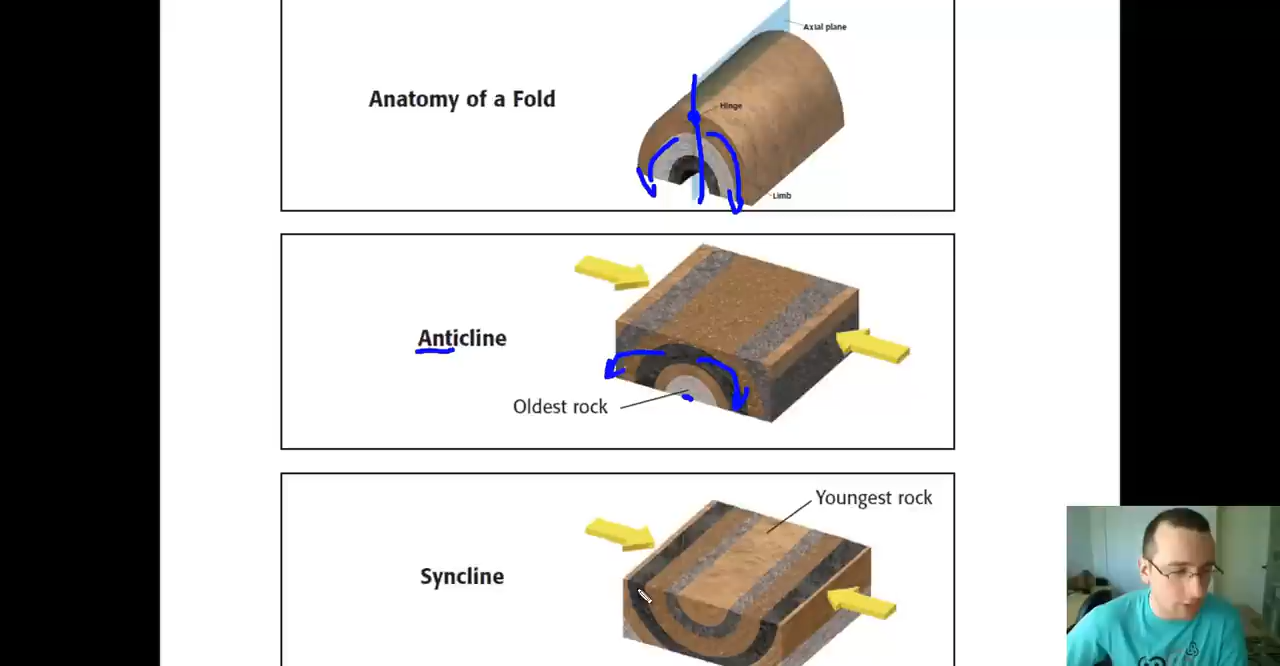 Axial plane
Anatomy of a Fold
Hinge
Limb
Anticline
Oldest rock
Youngest rock
Syncline